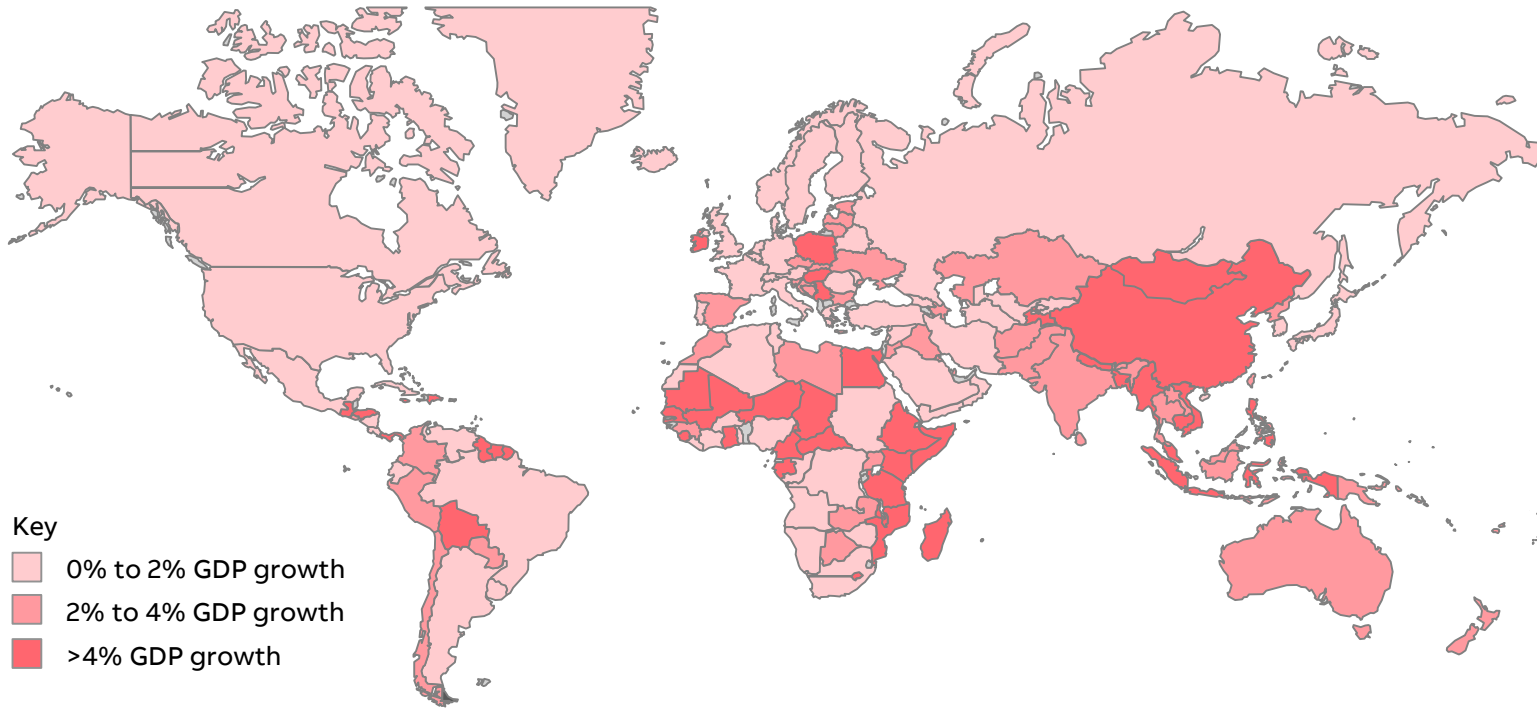 Key
0% to 2% GDP growth
2% to 4% GDP growth
>4% GDP growth